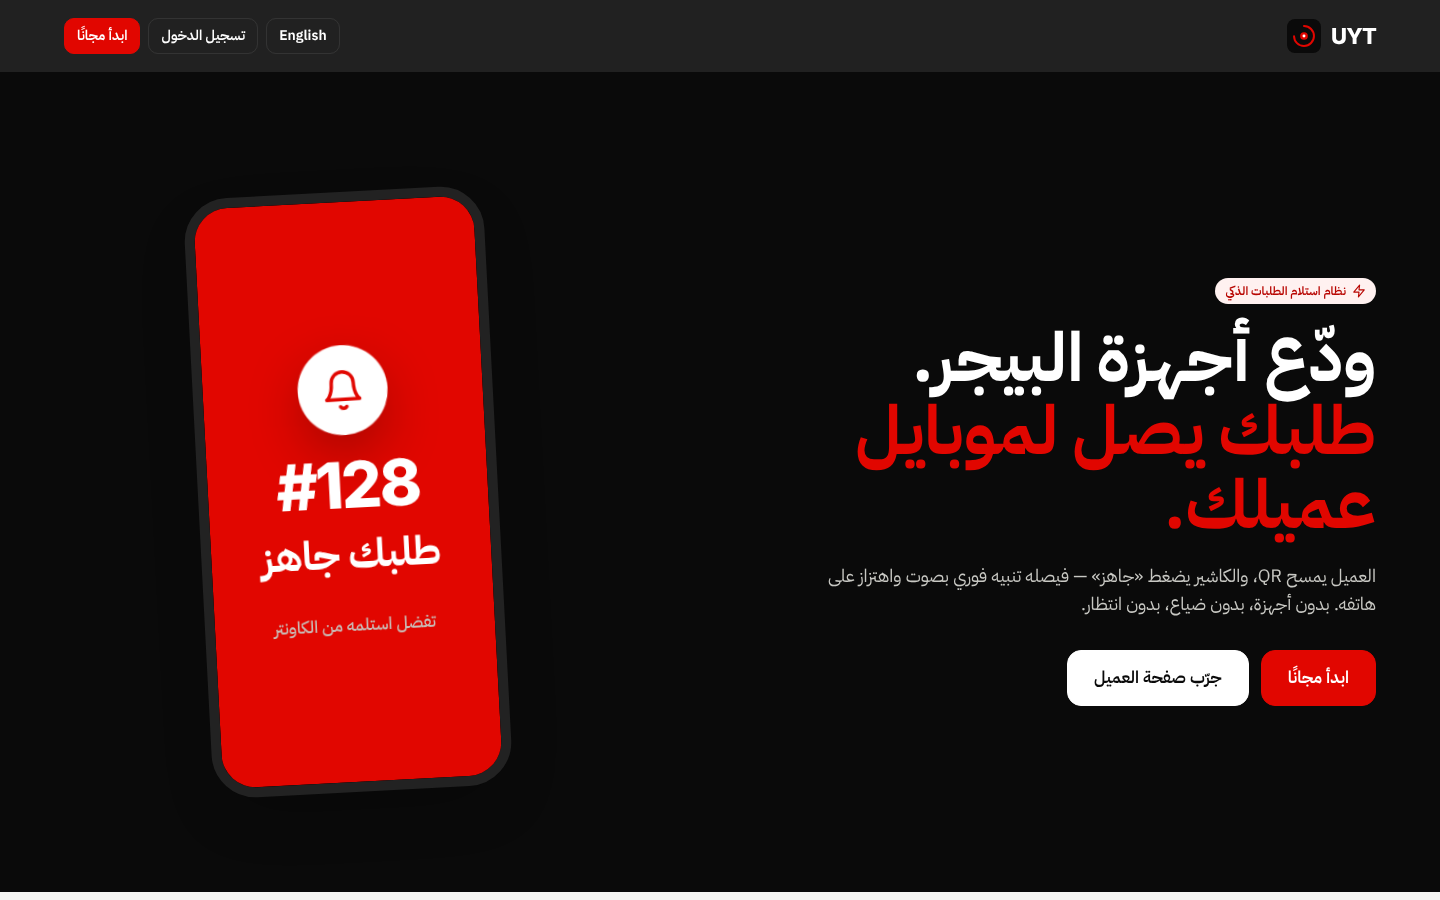 UYT
English
تسجيل الدخول
ابدأ مجانًا
نظام استلام الطلبات الذكي
ودّع أجهزة البيجر.
طلبك يصل لموبايل
عميلك.
العميل يمسح QR، والكاشير يضغط «جاهز» — فيصله تنبيه فوري بصوت واهتزاز على
هاتفه. بدون أجهزة، بدون ضياع، بدون انتظار.
ابدأ مجانًا
جرّب صفحة العميل
#128
طلبك جاهز
تفضل استلمه من الكاونتر